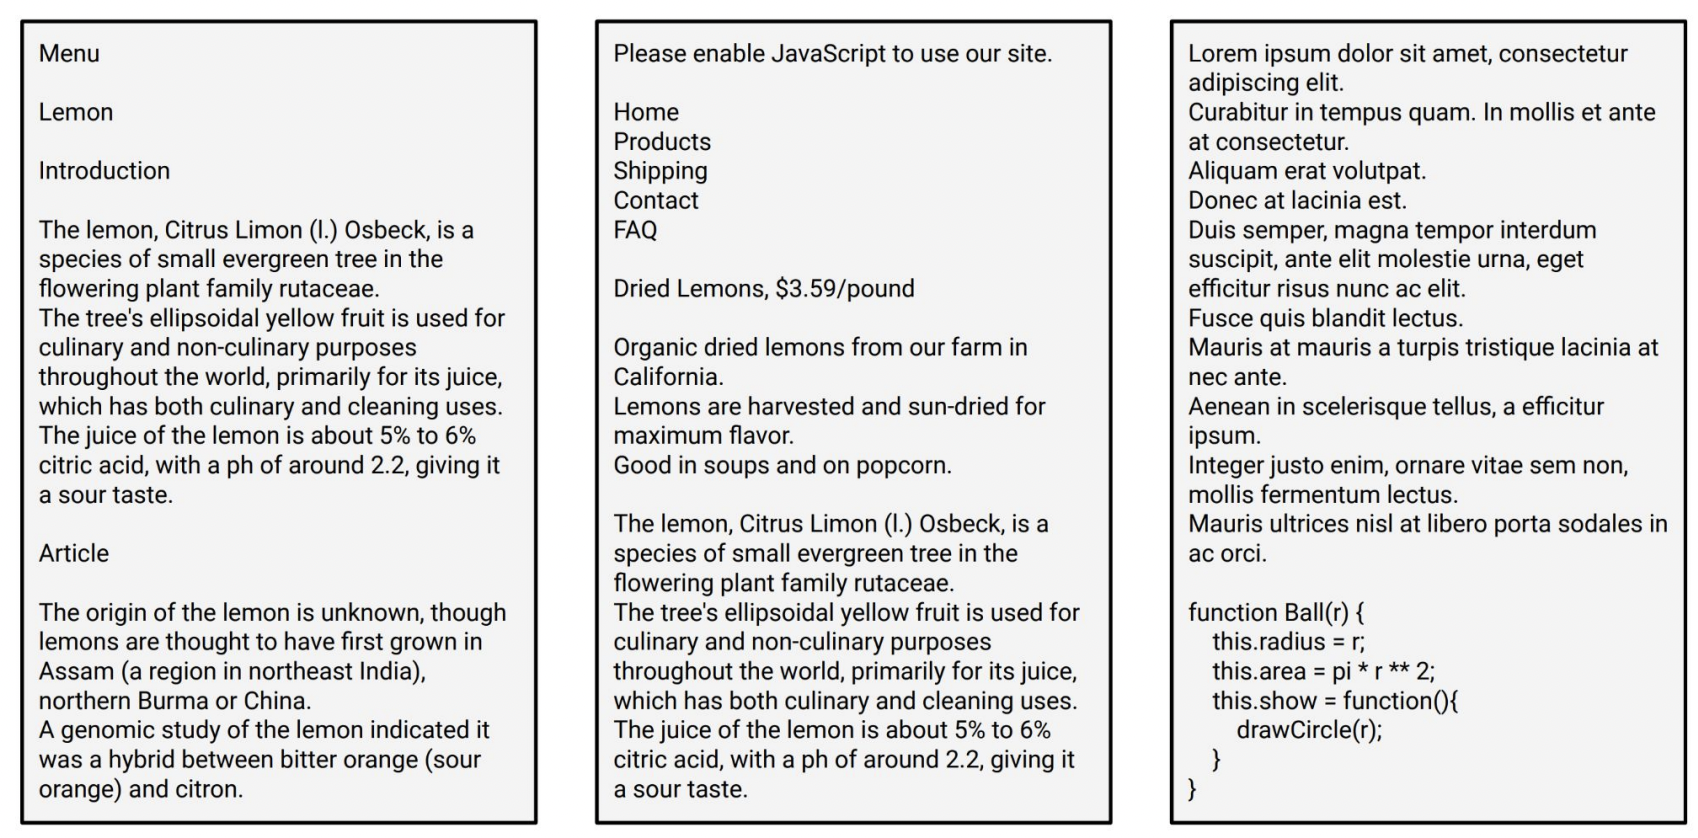 Menu
Lemon
Introduction
The lemon, Citrus Limon (l.) Osbeck, is a
species of small evergreen tree in the
flowering plant family rutaceae.
The tree's ellipsoidal yellow fruit is used for
culinary and non-culinary purposes
throughout the world, primarily for its juice,
which has both culinary and cleaning uses.
The juice of the lemon is about 5% to 6%
citric acid, with a ph of around 2.2, giving it
a sour taste.
Article
The origin of the lemon is unknown, though
lemons are thought to have first grown in
Assam (a region in northeast India),
northern Burma or China.
A genomic study of the lemon indicated it
was a hybrid between bitter orange (sour
orange) and citron.
Please enable JavaScript to use our site.
Home
Products
Shipping
Contact
FAQ
Dried Lemons, $3.59/pound
Organic dried lemons from our farm in
California.
Lemons are harvested and sun-dried for
maximum flavor.
Good in soups and on popcorn.
The lemon, Citrus Limon (l.) Osbeck, is a
species of small evergreen tree in the
flowering plant family rutaceae.
The tree's ellipsoidal yellow fruit is used for
culinary and non-culinary purposes
throughout the world, primarily for its juice,
which has both culinary and cleaning uses.
The juice of the lemon is about 5% to 6%
citric acid, with a ph of around 2.2, giving it
a sour taste.
Lorem ipsum dolor sit amet, consectetur
adipiscing elit.
Curabitur in tempus quam. In mollis et ante
at consectetur.
Aliquam erat volutpat.
Donec at lacinia est.
Duis semper, magna tempor interdum
suscipit, ante elit molestie urna, eget
efficitur risus nunc ac elit.
Fusce quis blandit lectus.
Mauris at mauris a turpis tristique lacinia at
nec ante.
Aenean in scelerisque tellus, a efficitur
ipsum.
Integer justo enim, ornare vitae sem non,
mollis fermentum lectus.
Mauris ultrices nisl at libero porta sodales in
ac orci.
function Ball(r) {
this.radius = r;
this.area = pi * r ** 2;
this.show = function(){
drawCircle(r);
}
}